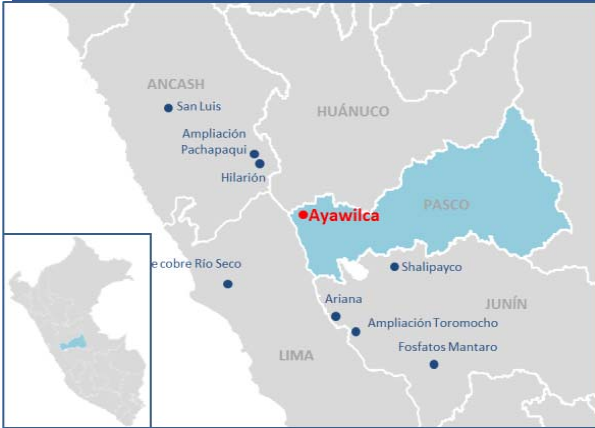 ANCASH
San Luis
HUÁNUCO
Ampliación
Pachapaqui
Hilarión
PASCO
Ayawilca
e cobre Río Seco
Shalipayco
Ariana
JUNÍN
Ampliación Toromocho
LIMA
Fosfatos Mantaro